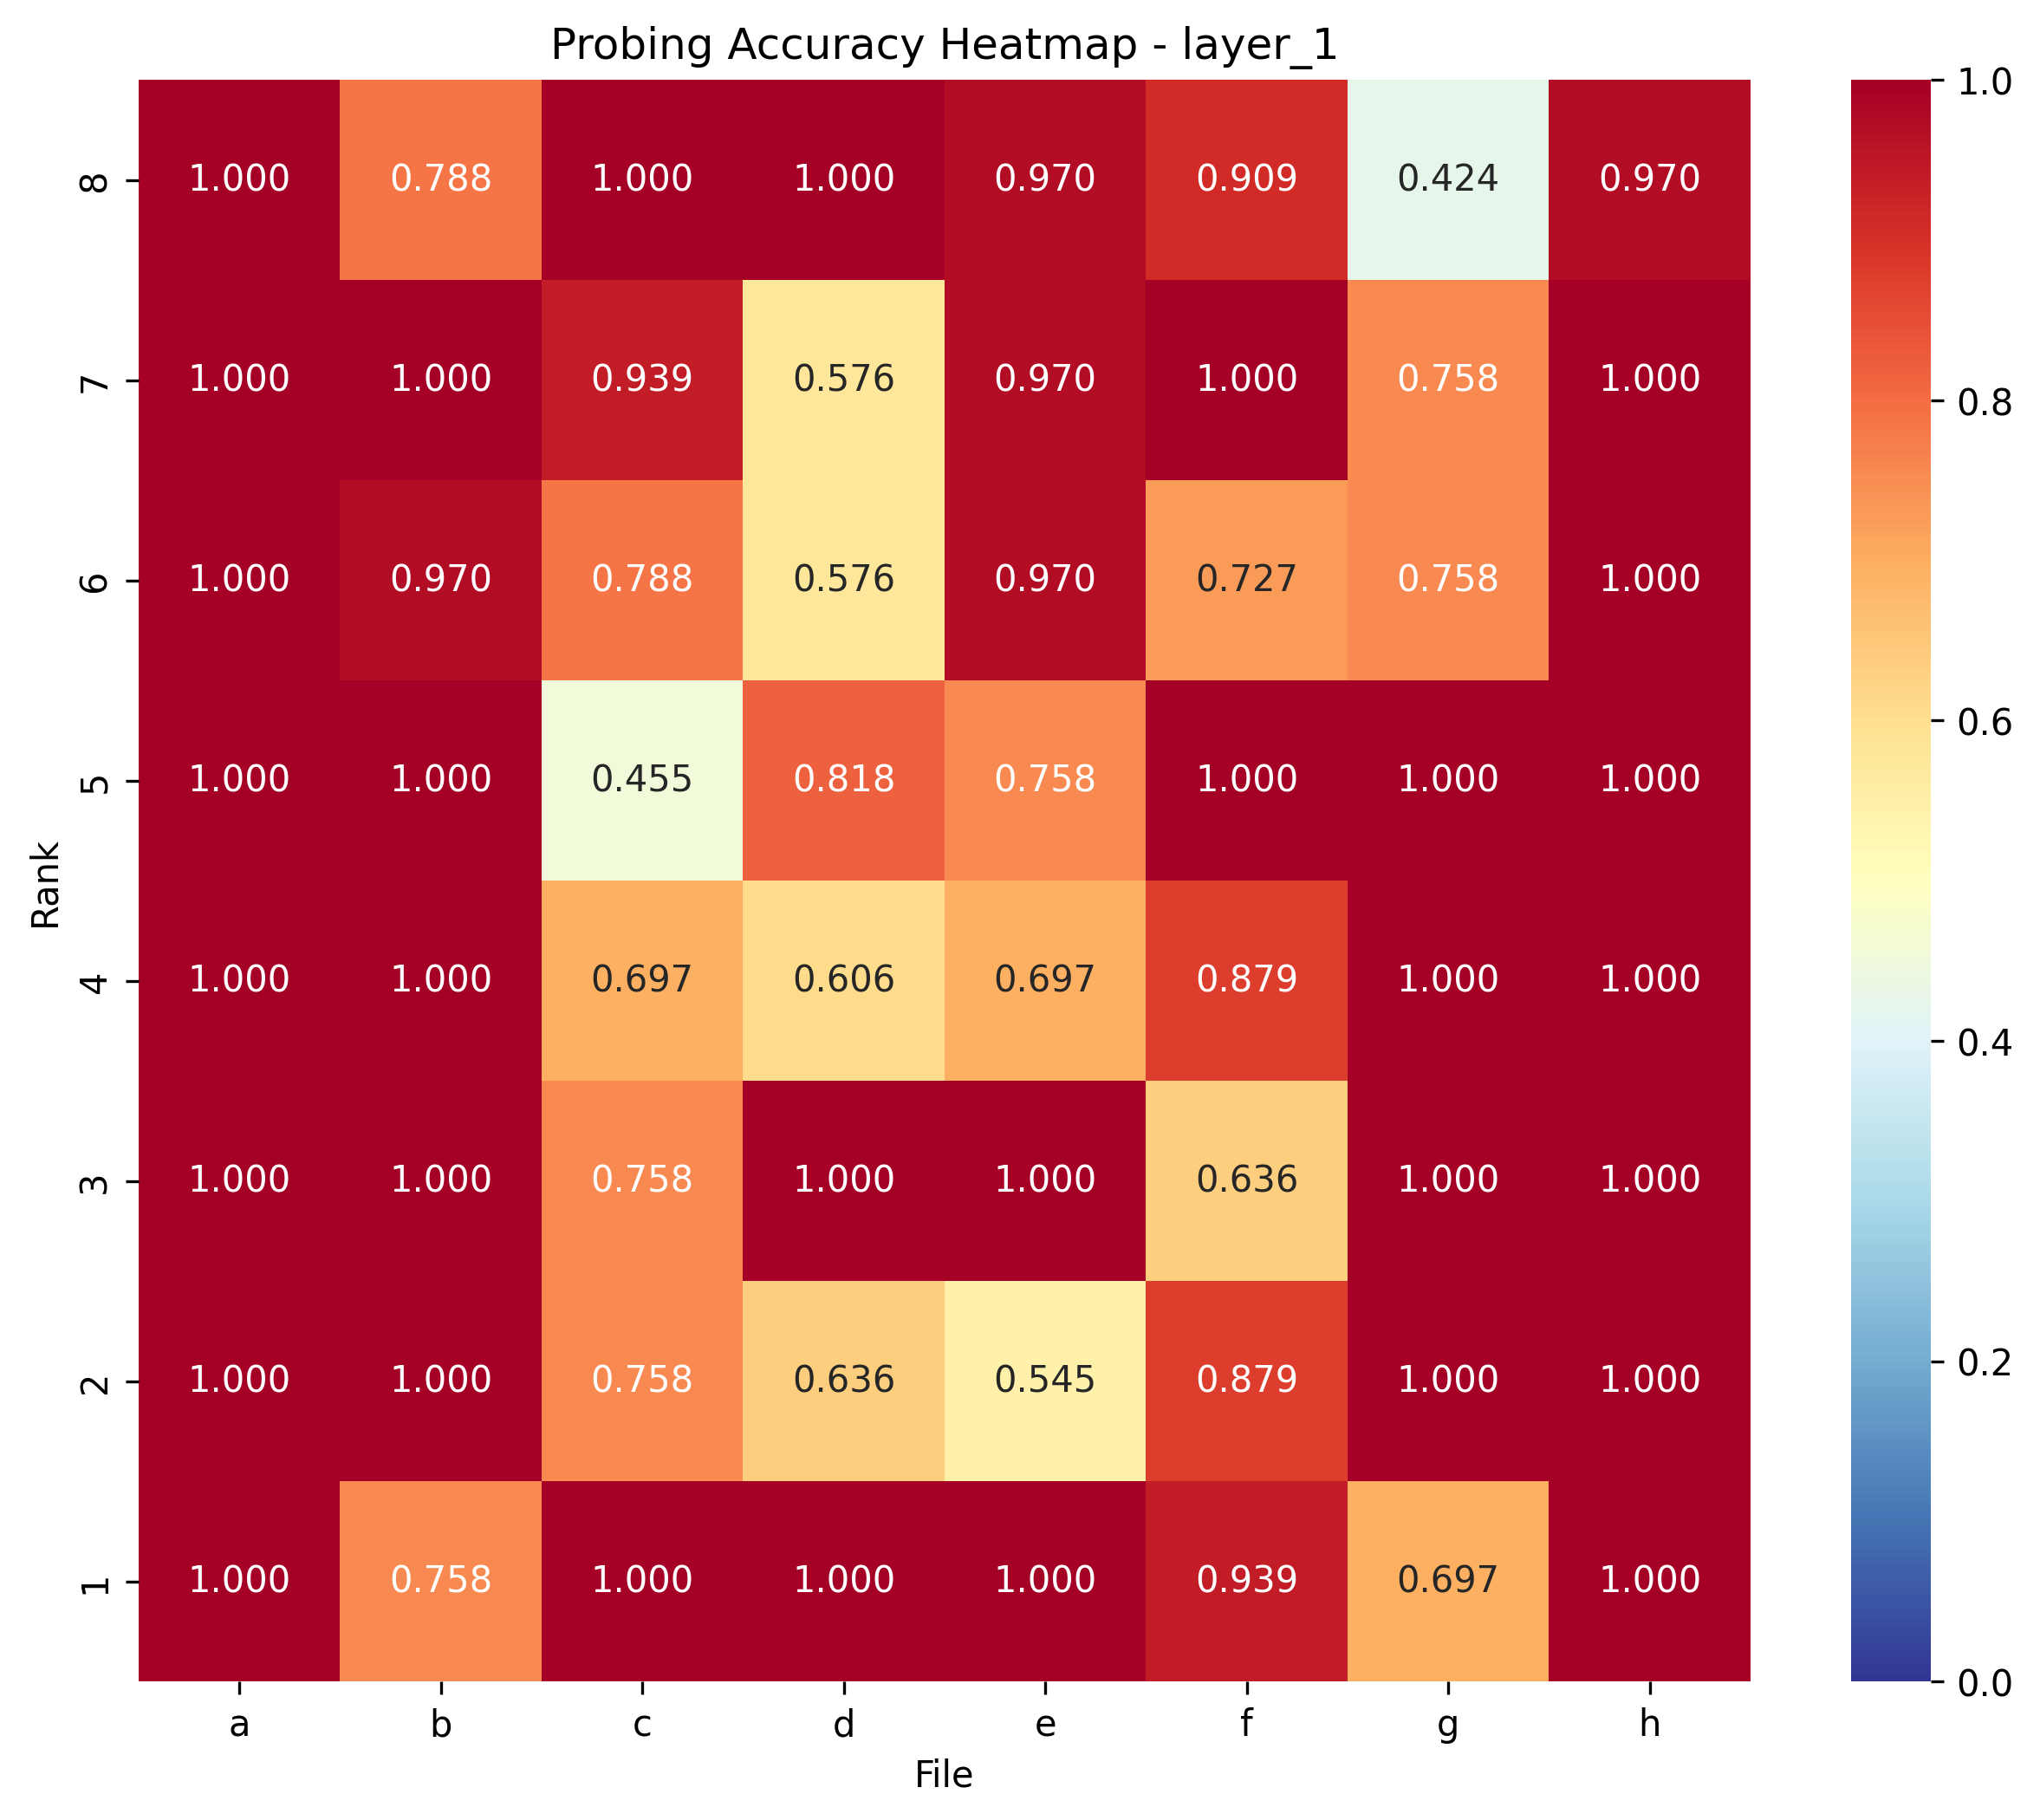 Probing Accuracy Heatmap - layer_1
8 1.000 0.788 1.000 1.000 0.970 0.909 0.424 0.970
7 1.000 1.000 0.939 0.576 0.970 1.000 0.758 1.000
6 1.000 0.970 0.788 0.576 0.970 0.727 0.758 1.000
5 1.000 1.000 0.455 0.818 0.758 1.000 1.000 1.000
4 1.000 1.000 0.697 0.606 0.697 0.879 1.000 1.000
3 1.000 1.000 0.758 1.000 1.000 0.636 1.000 1.000
2 1.000 1.000 0.758 0.636 0.545 0.879 1.000 1.000
1 1.000 0.758 1.000 1.000 1.000 0.939 0.697 1.000
Rank
a b c d e f g h
File
1.0
0.8
0.6
0.4
0.2
0.0